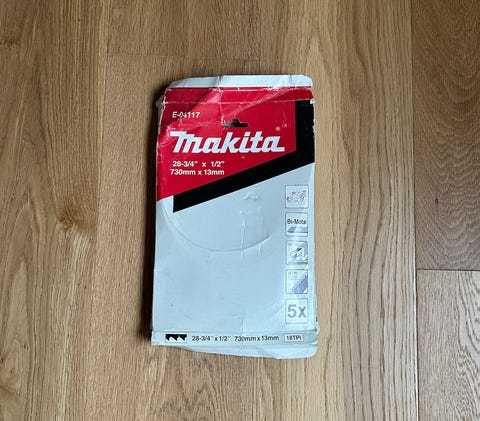 E-04117
Makita®
28-3/4" x 1/2"
730mm x 13mm
Bi-Metal
5x
28-3/4" x 1/2" 730mm x 13mm 18TPI